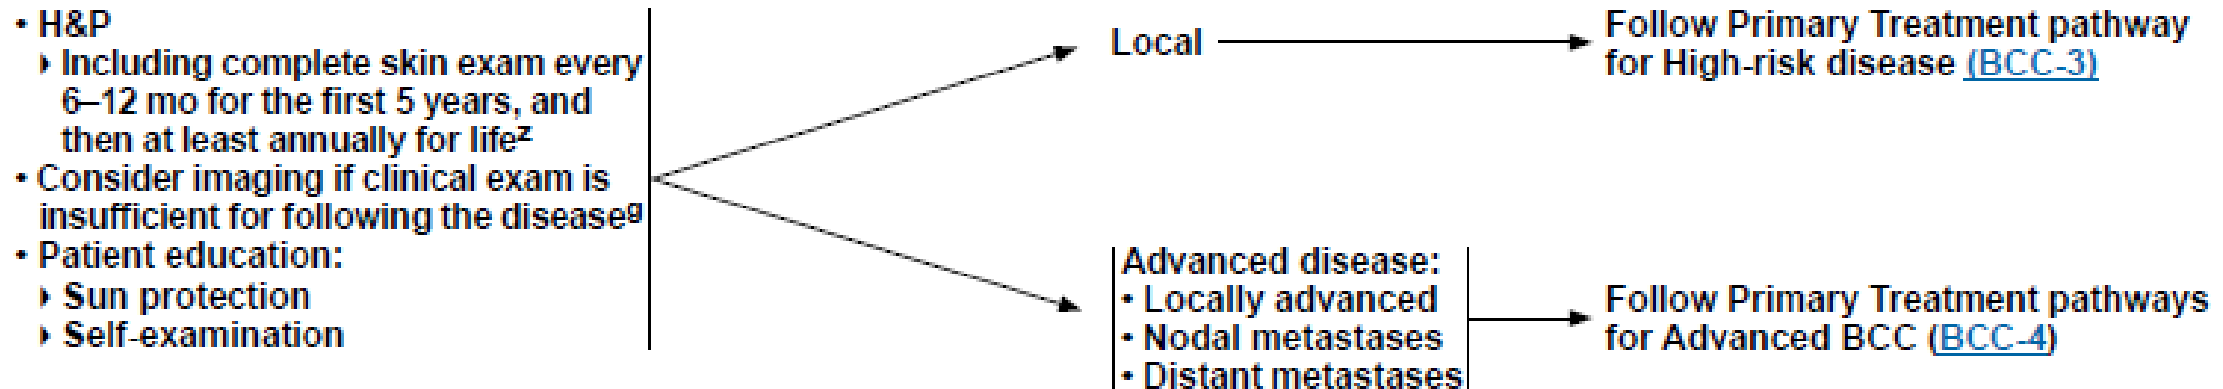 • H&P
▸ Including complete skin exam every
6–12 mo for the first 5 years, and
then at least annually for lifeᶻ
• Consider imaging if clinical exam is
insufficient for following the diseaseᵍ
• Patient education:
▸ Sun protection
▸ Self-examination
Local
Follow Primary Treatment pathway
for High-risk disease (BCC-3)
Advanced disease:
• Locally advanced
• Nodal metastases
• Distant metastases
Follow Primary Treatment pathways
for Advanced BCC (BCC-4)